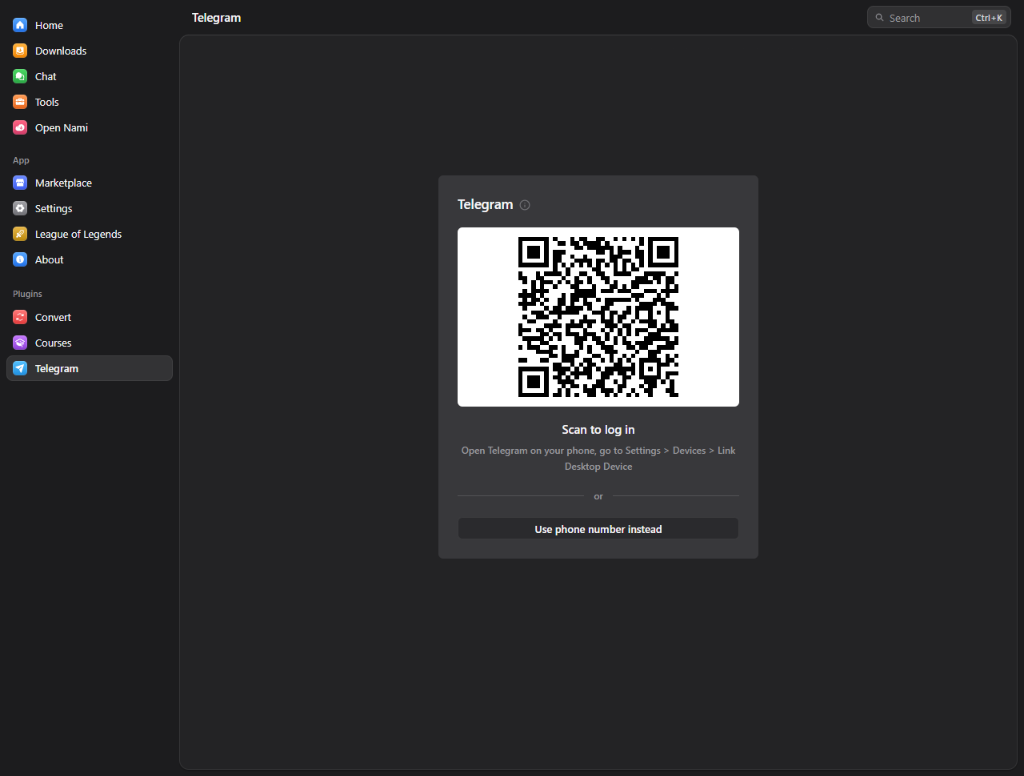 Telegram
Search
Ctrl+K
Home
Downloads
Chat
Tools
Open Nami
App
Marketplace
Settings
League of Legends
About
Plugins
Convert
Courses
Telegram
Telegram
Scan to log in
Open Telegram on your phone, go to Settings > Devices > Link
Desktop Device
or
Use phone number instead